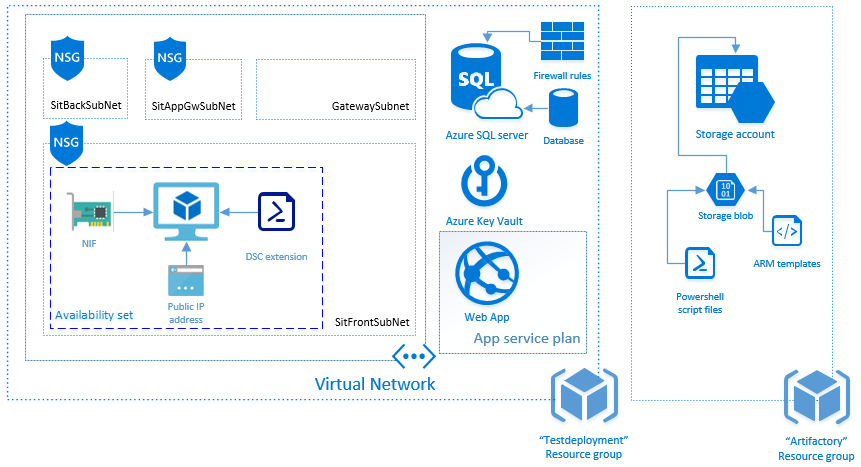 NSG
SitBackSubNet
NSG
SitAppGwSubNet
GatewaySubnet
NSG
NIF
DSC extension
Public IP
address
Availability set
SitFrontSubNet
Virtual Network
SQL
Azure SQL server
Firewall rules
Database
Azure Key Vault
Web App
App service plan
“Testdeployment”
Resource group
Storage account
10
01
Storage blob
ARM templates
Powershell
script files
“Artifactory”
Resource group